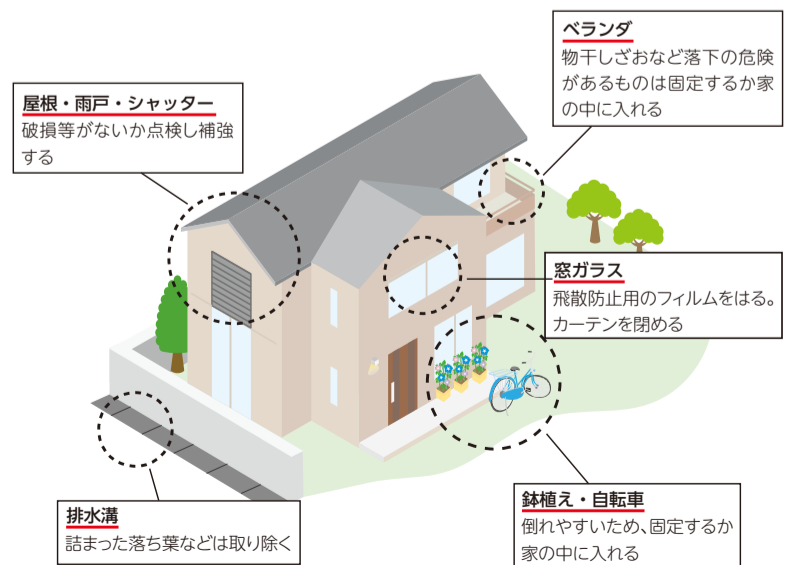 ベランダ
物干しざおなど落下の危険
があるものは固定するか家
の中に入れる
屋根・雨戸・シャッター
破損等がないか点検し補強
する
窓ガラス
飛散防止用のフィルムをはる。
カーテンを閉める
排水溝
詰まった落ち葉などは取り除く
鉢植え・自転車
倒れやすいため、固定するか
家の中に入れる